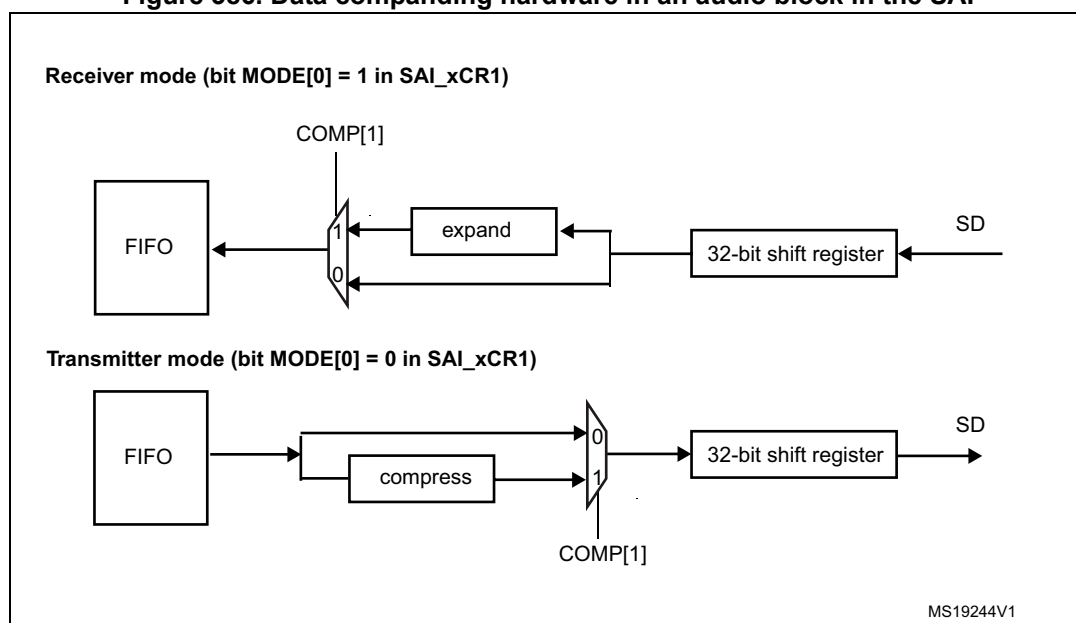 Receiver mode (bit MODE[0] = 1 in SAI_xCR1)
COMP[1]
FIFO
1
0
expand
32-bit shift register
SD
Transmitter mode (bit MODE[0] = 0 in SAI_xCR1)
FIFO
compress
0
1
32-bit shift register
SD
COMP[1]
MS19244V1